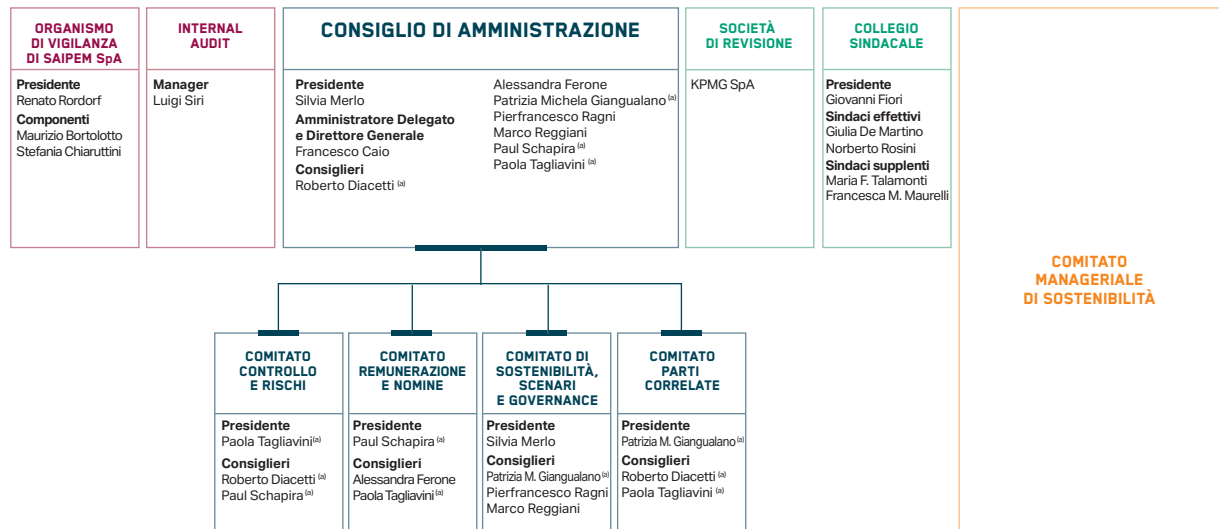 ORGANISMO
DI VIGILANZA
DI SAIPEM SpA
Presidente
Renato Rordorf
Componenti
Maurizio Bortolotto
Stefania Chiaruttini
INTERNAL
AUDIT
Manager
Luigi Siri
CONSIGLIO DI AMMINISTRAZIONE
Presidente
Silvia Merlo
Amministratore Delegato
e Direttore Generale
Francesco Caio
Consiglieri
Roberto Diacetti (a)
Alessandra Ferone
Patrizia Michela Giangualano (a)
Pierfrancesco Ragni
Marco Reggiani
Paul Schapira (a)
Paola Tagliavini (a)
SOCIETÀ
DI REVISIONE
KPMG SpA
COLLEGIO
SINDACALE
Presidente
Giovanni Fiori
Sindaci effettivi
Giulia De Martino
Norberto Rosini
Sindaci supplenti
Maria F. Talamonti
Francesca M. Maurelli
COMITATO
MANAGERIALE
DI SOSTENIBILITÀ
COMITATO
CONTROLLO
E RISCHI
Presidente
Paola Tagliavini(a)
Consiglieri
Roberto Diacetti (a)
Paul Schapira (a)
COMITATO
REMUNERAZIONE
E NOMINE
Presidente
Paul Schapira (a)
Consiglieri
Alessandra Ferone
Paola Tagliavini (a)
COMITATO DI
SOSTENIBILITÀ,
SCENARI
E GOVERNANCE
Presidente
Silvia Merlo
Consiglieri
Patrizia M. Giangualano(a)
Pierfrancesco Ragni
Marco Reggiani
COMITATO
PARTI
CORRELATE
Presidente
Patrizia M. Giangualano(a)
Consiglieri
Roberto Diacetti (a)
Paola Tagliavini (a)